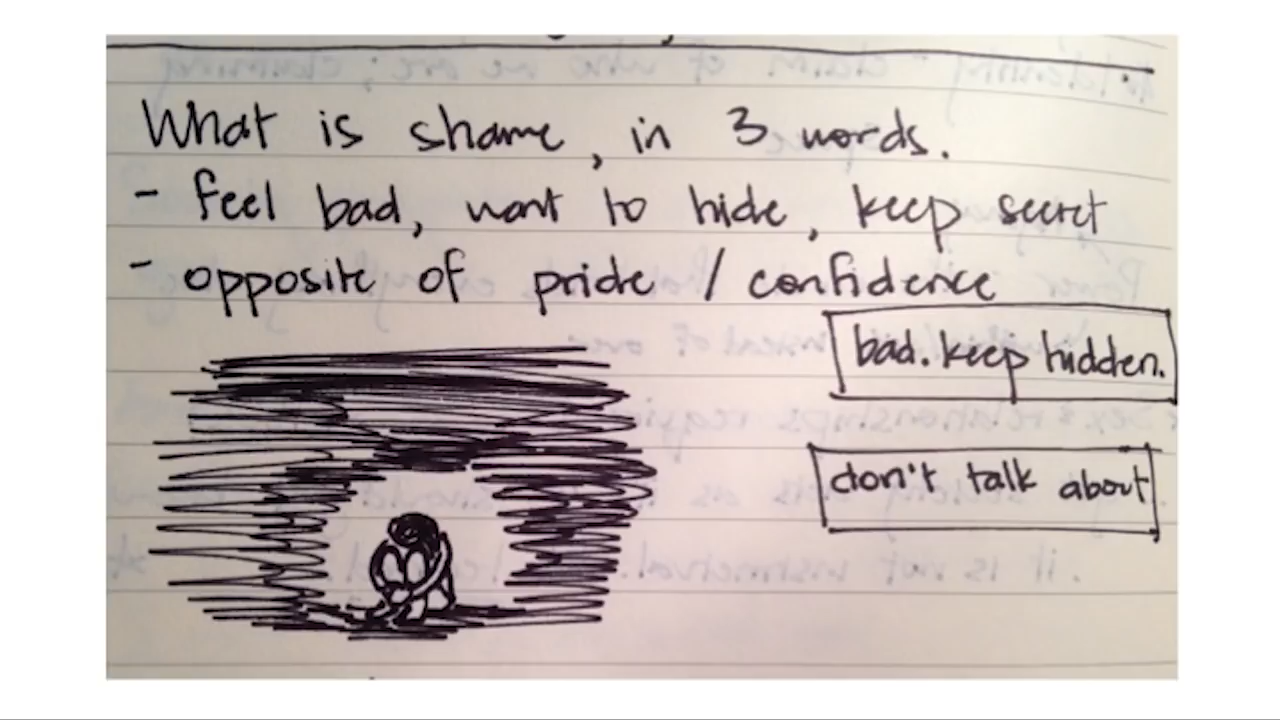 What is shame, in 3 words.
- feel bad, want to hide, keep secret
- opposite of pride / confidence
bad. keep hidden.
don't talk about